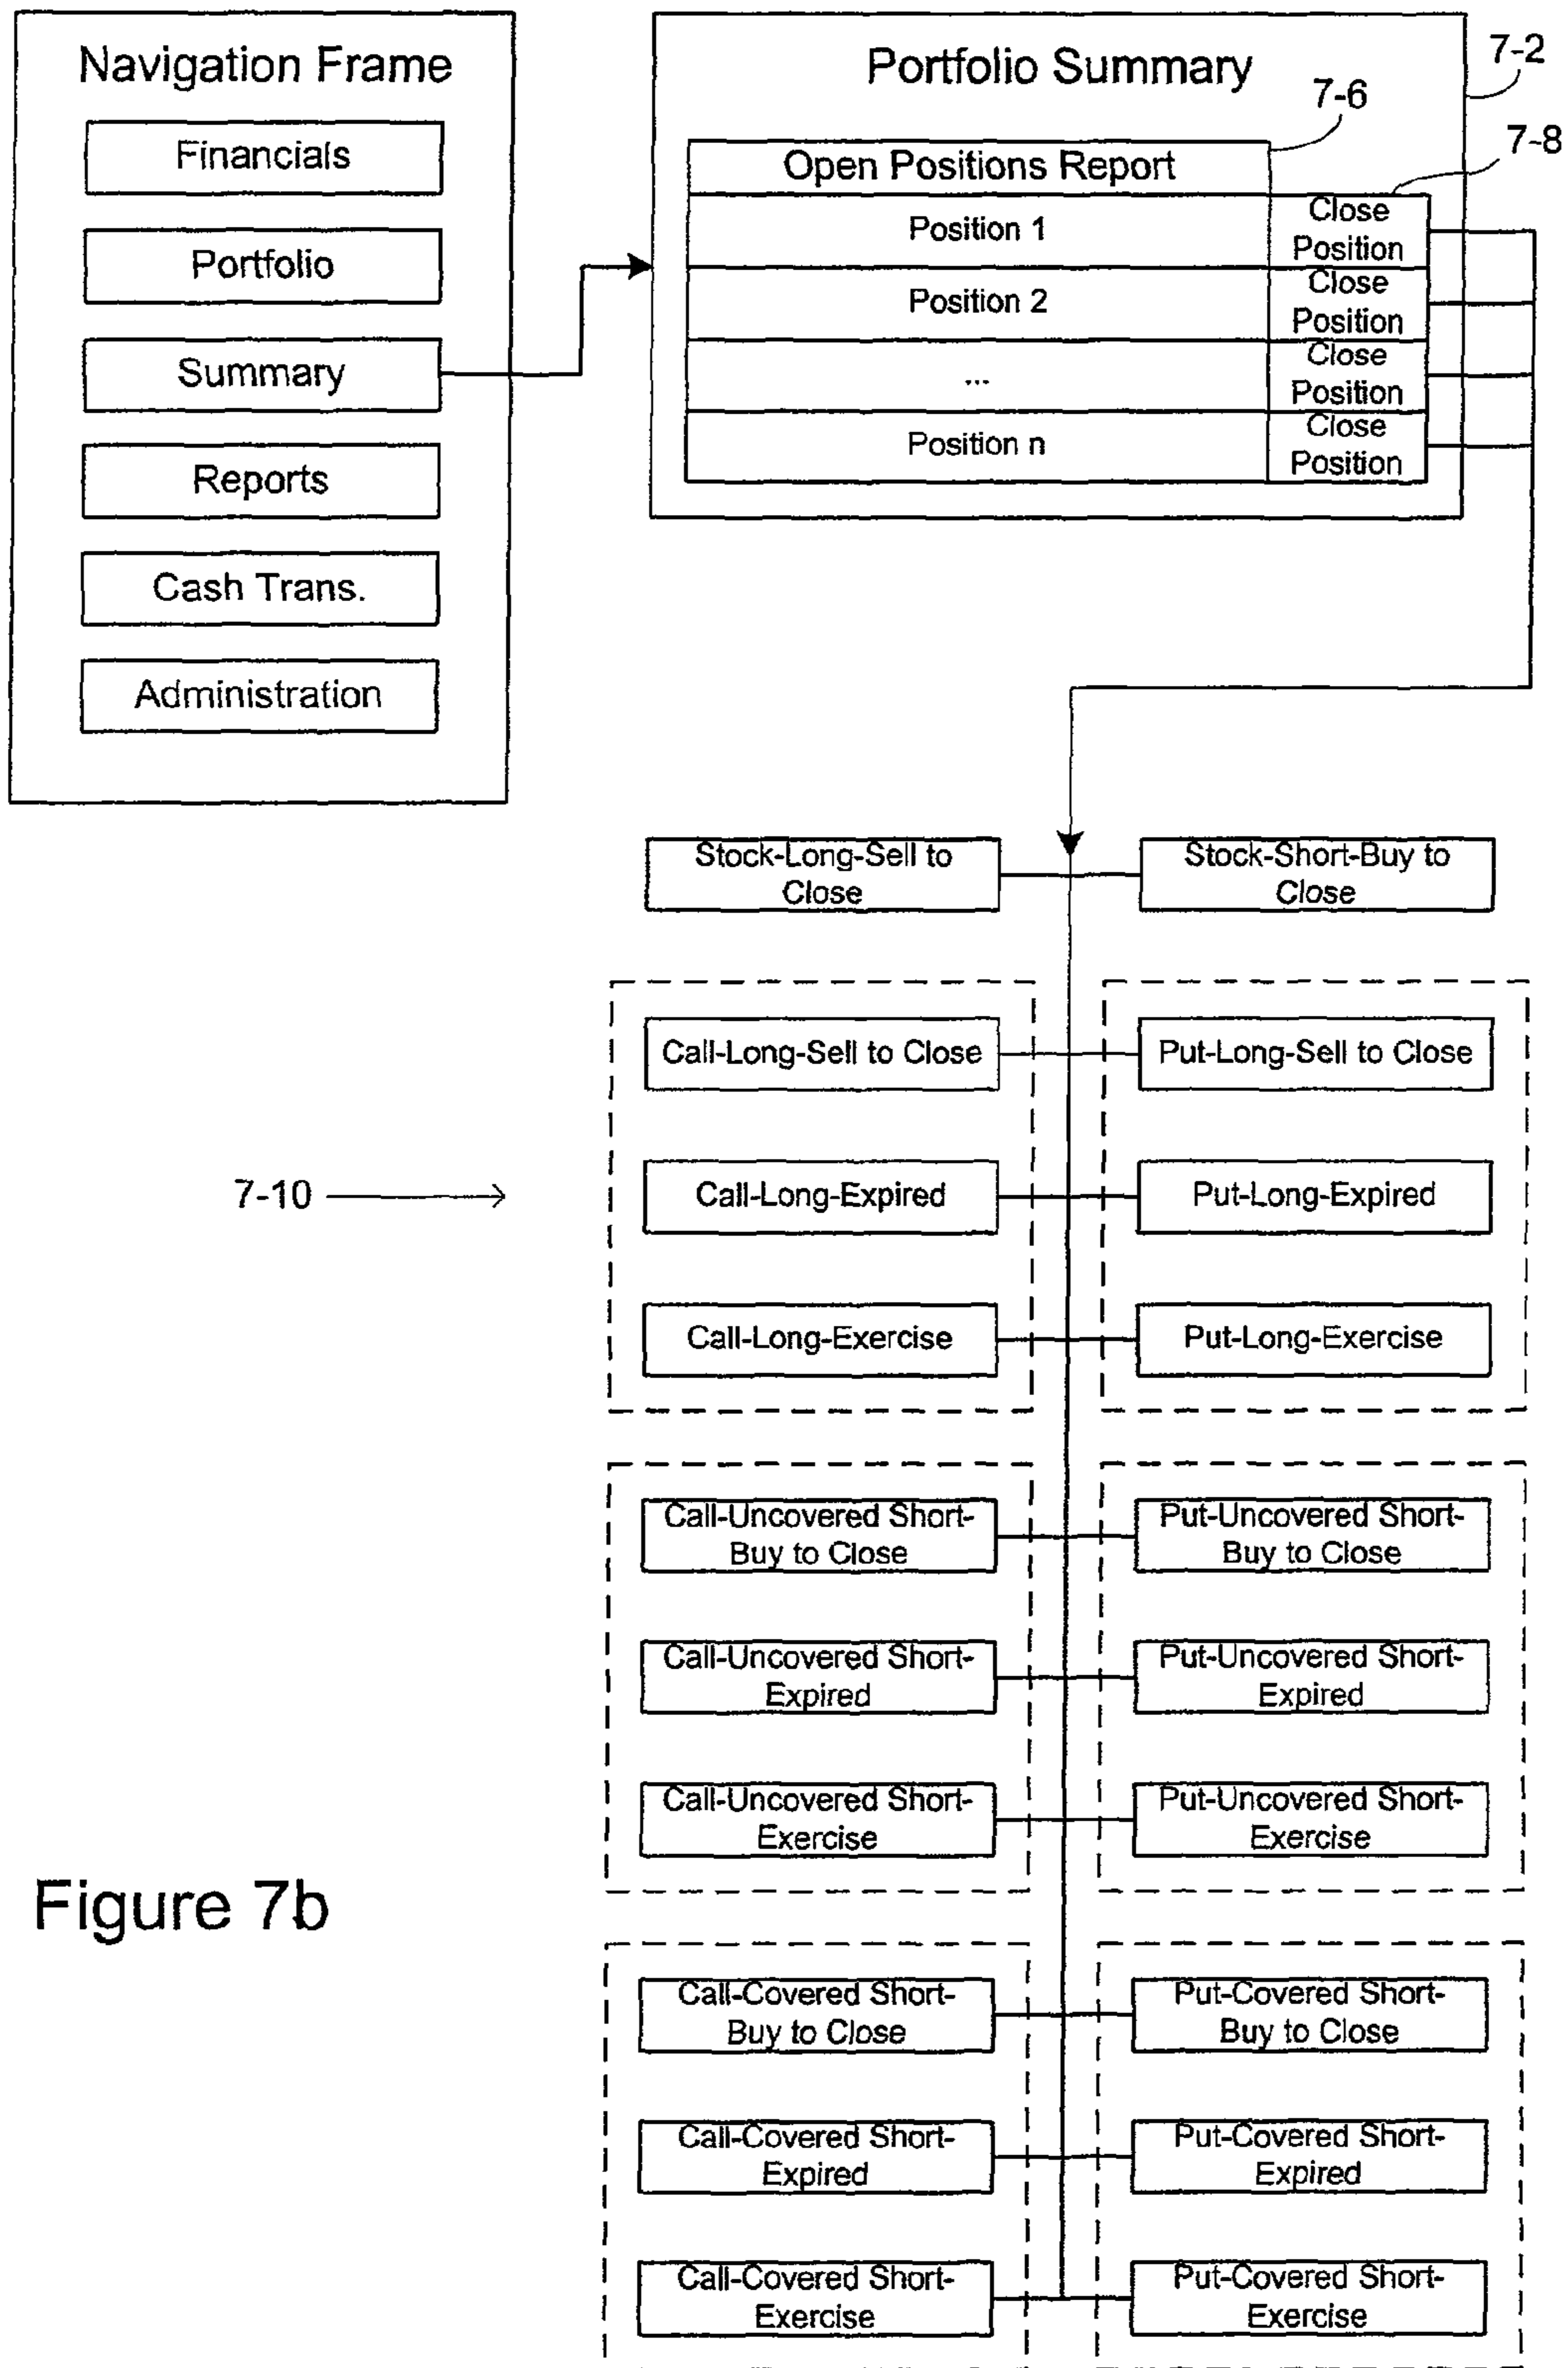 Navigation Frame
Financials
Portfolio
Summary
Reports
Cash Trans.
Administration
Portfolio Summary
7-2
7-6
7-8
Open Positions Report
Position 1
Close
Position
Position 2
Close
Position
...
Close
Position
Position n
Close
Position
Stock-Long-Sell to
Close
Stock-Short-Buy to
Close
Call-Long-Sell to Close
Put-Long-Sell to Close
7-10
Call-Long-Expired
Put-Long-Expired
Call-Long-Exercise
Put-Long-Exercise
Call-Uncovered Short-
Buy to Close
Put-Uncovered Short-
Buy to Close
Call-Uncovered Short-
Expired
Put-Uncovered Short-
Expired
Call-Uncovered Short-
Exercise
Put-Uncovered Short-
Exercise
Figure 7b
Call-Covered Short-
Buy to Close
Put-Covered Short-
Buy to Close
Call-Covered Short-
Expired
Put-Covered Short-
Expired
Call-Covered Short-
Exercise
Put-Covered Short-
Exercise